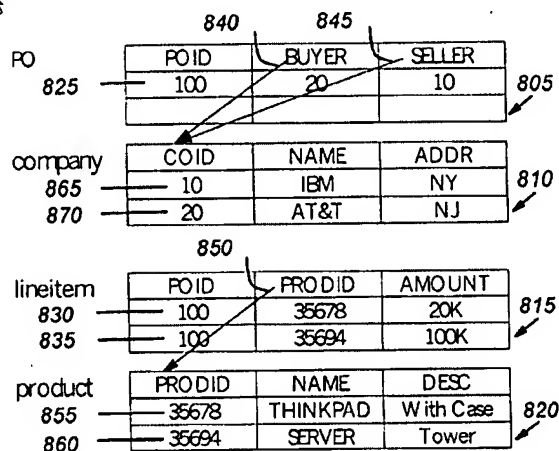 840 845
PO
POID BUYER SELLER
825 100 20 10
805
company
COID NAME ADDR
865 10 IBM NY
810
870 20 AT&T NJ
850
lineitem
POID PRODID AMOUNT
830 100 35678 20K
815
835 100 35694 100K
product
PRODID NAME DESC
855 35678 THINKPAD With Case
820
860 35694 SERVER Tower